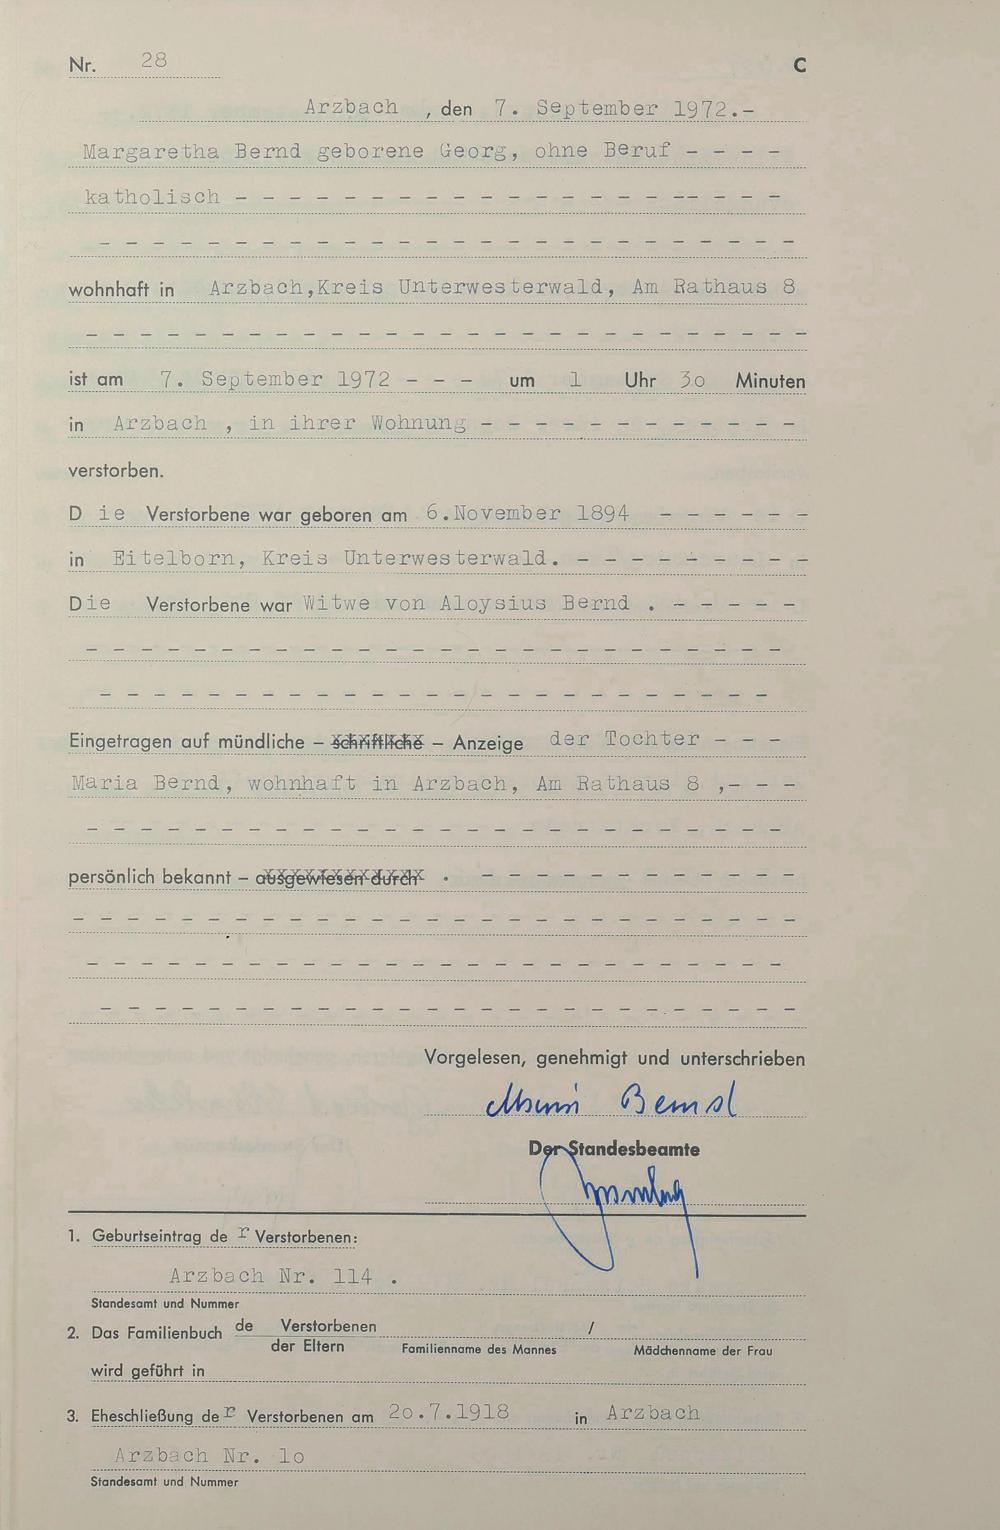 Nr. 28 C
Arzbach , den 7. September 1972.-
Margaretha Bernd geborene Georg, ohne Beruf - - - -
katholisch - - - - - - - - - - - - - - - - - - - - -
- - - - - - - - - - - - - - - - - - - - - - - - - -
wohnhaft in Arzbach,Kreis Unterwesterwald, Am Rathaus 8
- - - - - - - - - - - - - - - - - - - - - - - - - - -
ist am 7. September 1972 - - - um 1 Uhr 3o Minuten
in Arzbach , in ihrer Wohnung - - - - - - - - - - - -
verstorben.
D ie Verstorbene war geboren am 6.November 1894 - - - - - -
in Eitelborn, Kreis Unterwesterwald. - - - - - - - - -
Die Verstorbene war Witwe von Aloysius Bernd . - - - - -
- - - - - - - - - - - - - - - - - - - - - - - - - -
- - - - - - - - - - - - - - - - - - - - - - - - -
Eingetragen auf mündliche – schriftliche – Anzeige der Tochter - - -
Maria Bernd, wohnhaft in Arzbach, Am Rathaus 8 ,- - -
- - - - - - - - - - - - - - - - - - - - - - - - - -
persönlich bekannt – ausgewiesen durch . - - - - - - - - - - - -
- - - - - - - - - - - - - - - - - - - - - - - - - - -
- - - - - - - - - - - - - - - - - - - - - - - - - -
- - - - - - - - - - - - - - - - - - - - - - - - - -
Vorgelesen, genehmigt und unterschrieben
Maria Bernd
Der Standesbeamte
1. Geburtseintrag de r Verstorbenen:
Arzbach Nr. 114 .
Standesamt und Nummer
2. Das Familienbuch de Verstorbenen /
der Eltern Familienname des Mannes Mädchenname der Frau
wird geführt in
3. Eheschließung de r Verstorbenen am 2o.7.1918 in Arzbach
Arzbach Nr. 1o
Standesamt und Nummer